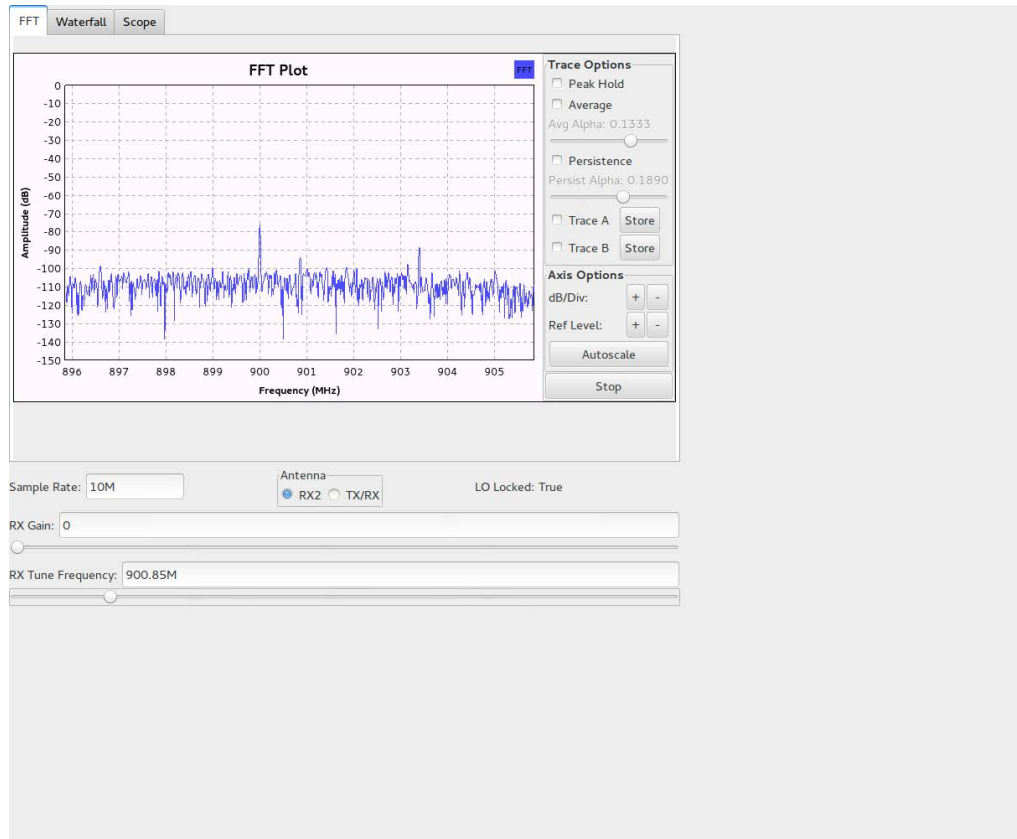 FFT Waterfall Scope
FFT Plot
FFT
0
-10
-20
-30
-40
-50
-60
-70
-80
-90
-100
-110
-120
-130
-140
-150
Amplitude (dB)
896 897 898 899 900 901 902 903 904 905
Frequency (MHz)
Trace Options
Peak Hold
Average
Avg Alpha: 0.1333
Persistence
Persist Alpha: 0.1890
Trace A Store
Trace B Store
Axis Options
dB/Div: + -
Ref Level: + -
Autoscale
Stop
Sample Rate: 10M
Antenna
RX2 TX/RX
LO Locked: True
RX Gain: 0
RX Tune Frequency: 900.85M